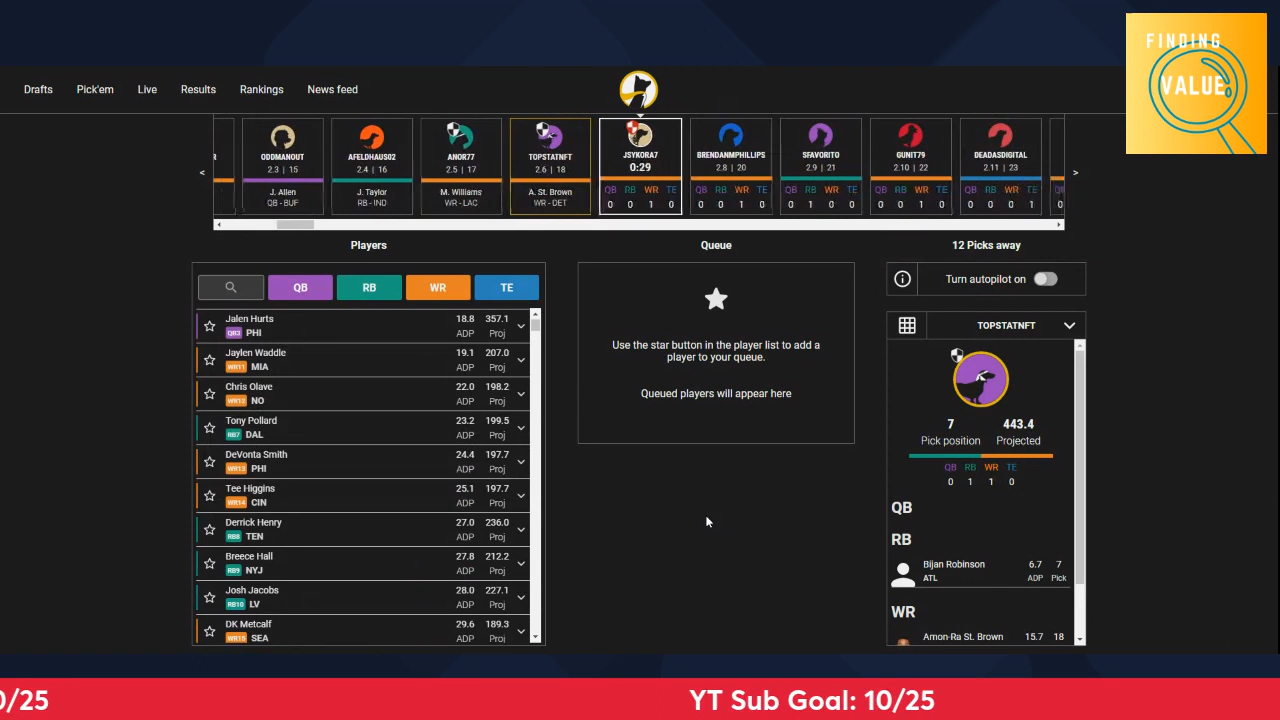 FINDING
VALUE
Drafts Pick'em Live Results Rankings News feed
R
ODDMANOUT
2.3 | 15
J. Allen
QB - BUF
AFELDHAUS02
2.4 | 16
J. Taylor
RB - IND
ANOR77
2.5 | 17
M. Williams
WR - LAC
TOPSTATNFT
2.6 | 18
A. St. Brown
WR - DET
JSYKORA7
0:29
QB RB WR TE
0 0 1 0
BRENDANMPHILLIPS
2.8 | 20
QB RB WR TE
0 0 1 0
SFAVORITO
2.9 | 21
QB RB WR TE
0 1 0 0
GUNIT79
2.10 | 22
QB RB WR TE
0 0 1 0
DEADASDIGITAL
2.11 | 23
QB RB WR TE
0 0 0 1
Players
QB RB WR TE
Jalen Hurts 18.8 357.1
QB3 PHI ADP Proj
Jaylen Waddle 19.1 207.0
WR11 MIA ADP Proj
Chris Olave 22.0 198.2
WR12 NO ADP Proj
Tony Pollard 23.2 199.5
RB7 DAL ADP Proj
DeVonta Smith 24.4 197.7
WR13 PHI ADP Proj
Tee Higgins 25.1 197.7
WR14 CIN ADP Proj
Derrick Henry 27.0 236.0
RB8 TEN ADP Proj
Breece Hall 27.8 212.2
RB9 NYJ ADP Proj
Josh Jacobs 28.0 227.1
RB10 LV ADP Proj
DK Metcalf 29.6 189.3
WR15 SEA ADP Proj
Queue
Use the star button in the player list to add a
player to your queue.
Queued players will appear here
12 Picks away
Turn autopilot on
TOPSTATNFT
7 443.4
Pick position Projected
QB RB WR TE
0 1 1 0
QB
RB
Bijan Robinson 6.7 7
ATL ADP Pick
WR
Amon-Ra St. Brown 15.7 18
0/25 YT Sub Goal: 10/25